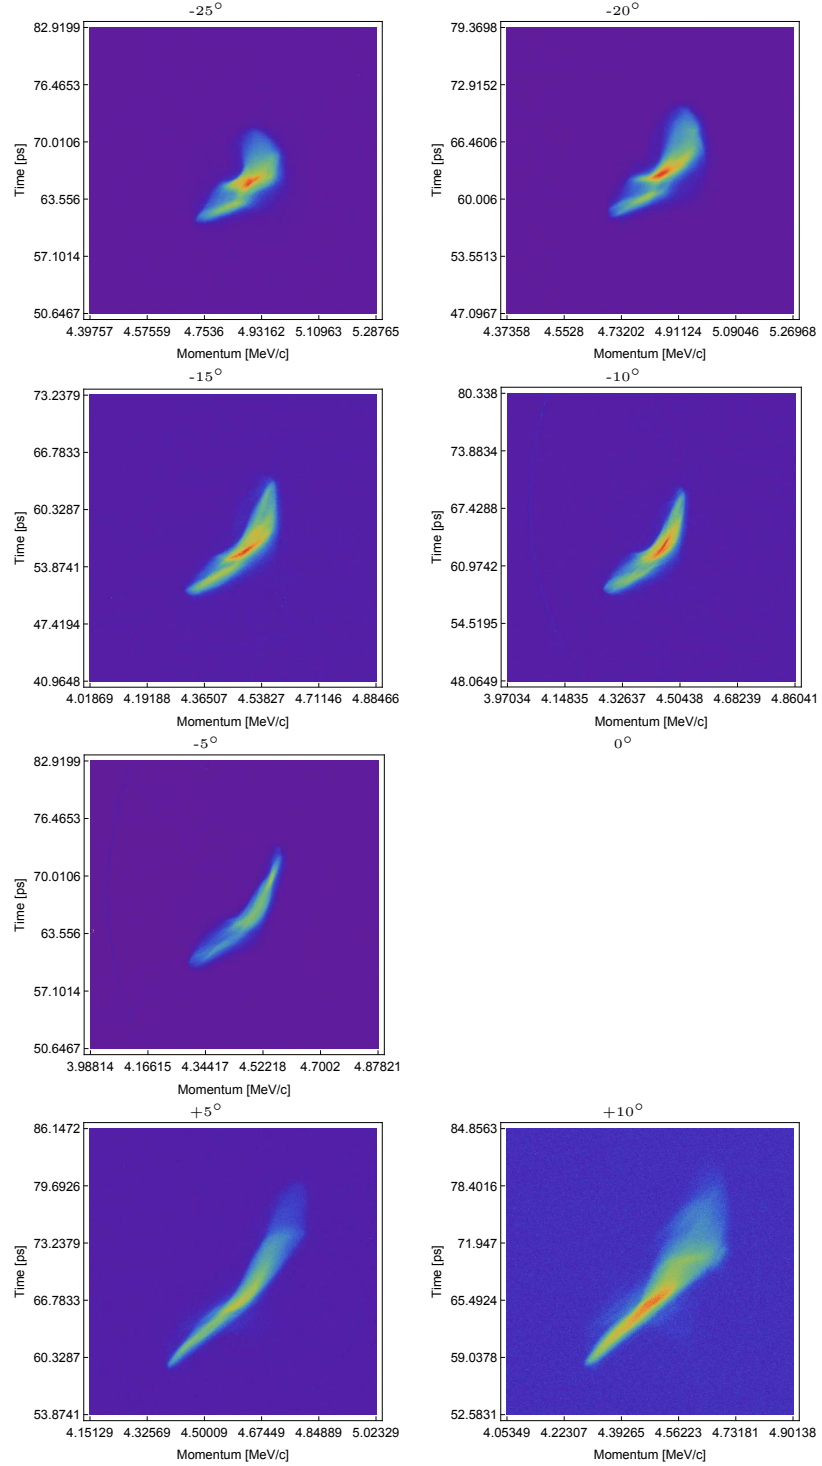 -25°
82.9199
76.4653
70.0106
63.556
57.1014
50.6467
Time [ps]
4.39757 4.57559 4.7536 4.93162 5.10963 5.28765
Momentum [MeV/c]
-20°
79.3698
72.9152
66.4606
60.006
53.5513
47.0967
Time [ps]
4.37358 4.5528 4.73202 4.91124 5.09046 5.26968
Momentum [MeV/c]
-15°
73.2379
66.7833
60.3287
53.8741
47.4194
40.9648
Time [ps]
4.01869 4.19188 4.36507 4.53827 4.71146 4.88466
Momentum [MeV/c]
-10°
80.338
73.8834
67.4288
60.9742
54.5195
48.0649
Time [ps]
3.97034 4.14835 4.32637 4.50438 4.68239 4.86041
Momentum [MeV/c]
-5°
82.9199
76.4653
70.0106
63.556
57.1014
50.6467
Time [ps]
3.98814 4.16615 4.34417 4.52218 4.7002 4.87821
Momentum [MeV/c]
0°
+5°
86.1472
79.6926
73.2379
66.7833
60.3287
53.8741
Time [ps]
4.15129 4.32569 4.50009 4.67449 4.84889 5.02329
Momentum [MeV/c]
+10°
84.8563
78.4016
71.947
65.4924
59.0378
52.5831
Time [ps]
4.05349 4.22307 4.39265 4.56223 4.73181 4.90138
Momentum [MeV/c]